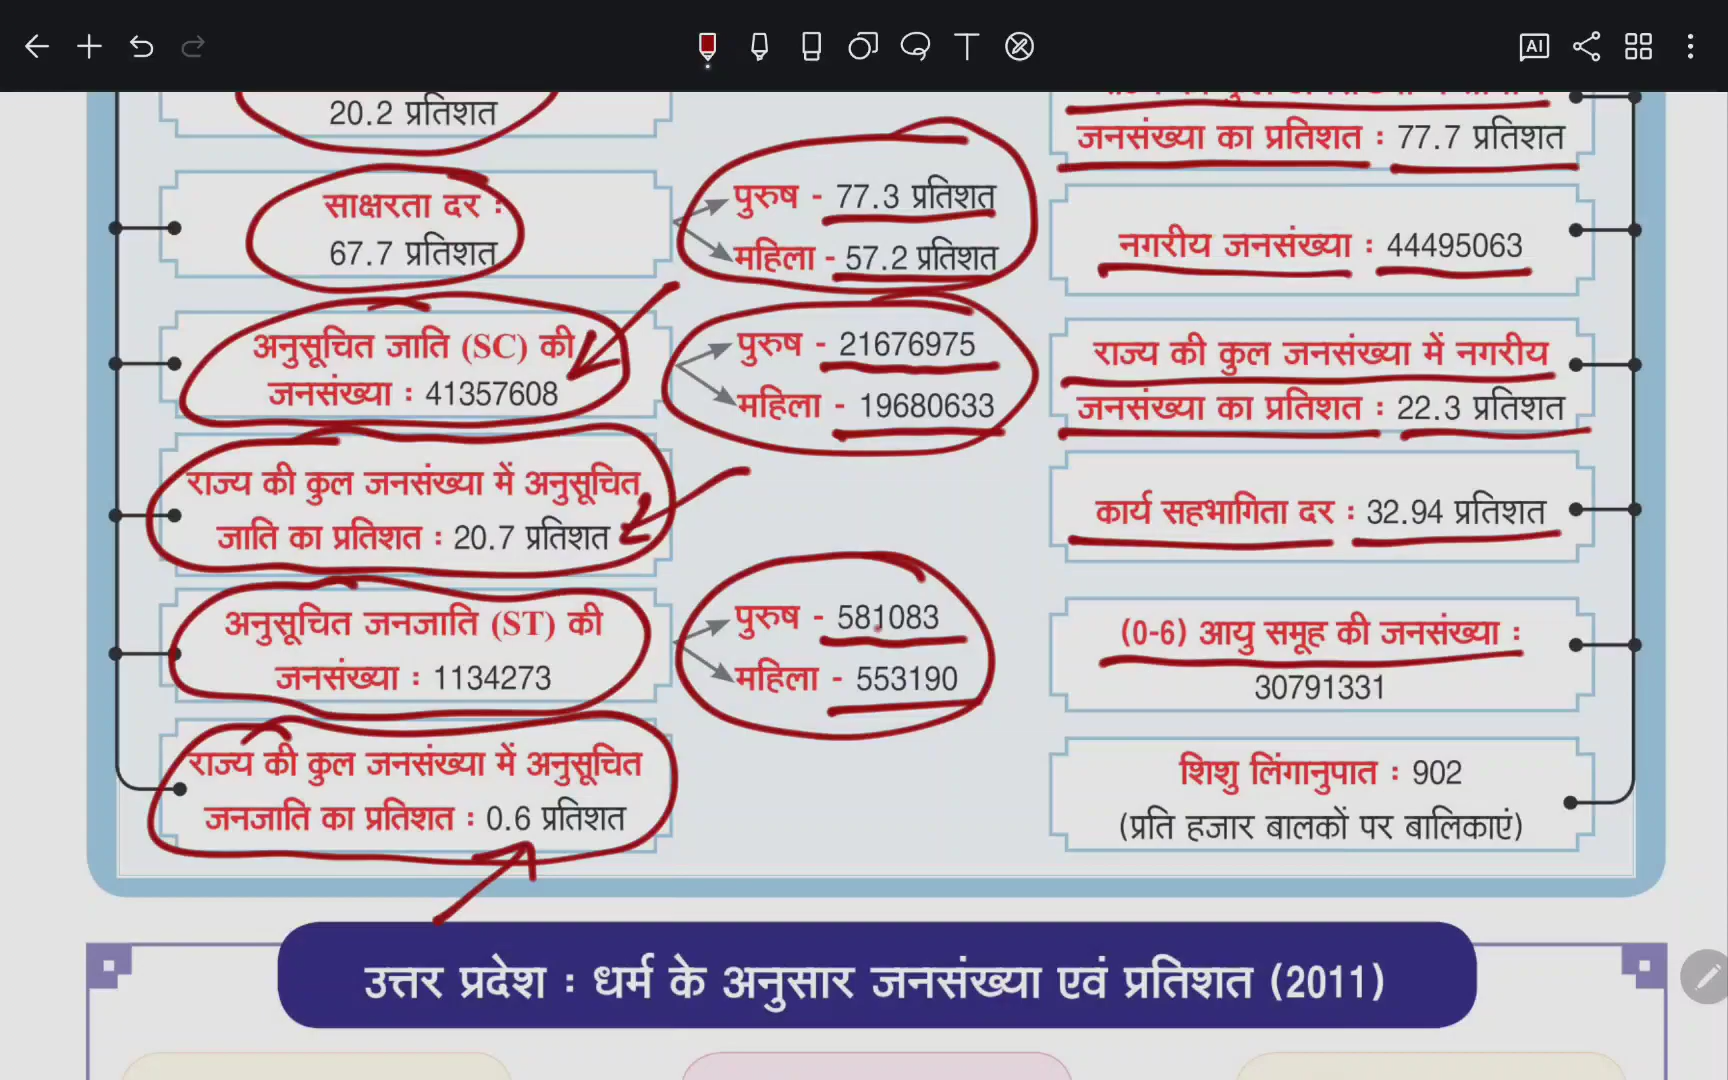 20.2 प्रतिशत
साक्षरता दर :
67.7 प्रतिशत
पुरुष - 77.3 प्रतिशत
महिला - 57.2 प्रतिशत
अनुसूचित जाति (SC) की
जनसंख्या : 41357608
पुरुष - 21676975
महिला - 19680633
राज्य की कुल जनसंख्या में अनुसूचित
जाति का प्रतिशत : 20.7 प्रतिशत
अनुसूचित जनजाति (ST) की
जनसंख्या : 1134273
पुरुष - 581083
महिला - 553190
राज्य की कुल जनसंख्या में अनुसूचित
जनजाति का प्रतिशत : 0.6 प्रतिशत
जनसंख्या का प्रतिशत : 77.7 प्रतिशत
नगरीय जनसंख्या : 44495063
राज्य की कुल जनसंख्या में नगरीय
जनसंख्या का प्रतिशत : 22.3 प्रतिशत
कार्य सहभागिता दर : 32.94 प्रतिशत
(0-6) आयु समूह की जनसंख्या :
30791331
शिशु लिंगानुपात : 902
(प्रति हजार बालकों पर बालिकाएं)
उत्तर प्रदेश : धर्म के अनुसार जनसंख्या एवं प्रतिशत (2011)
AI
T